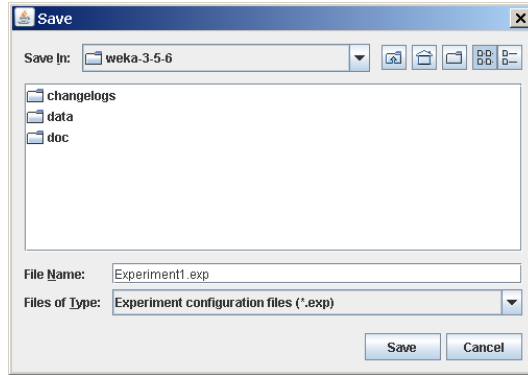 Save
Save In: weka-3-5-6
changelogs
data
doc
File Name: Experiment1.exp
Files of Type: Experiment configuration files (*.exp)
Save Cancel